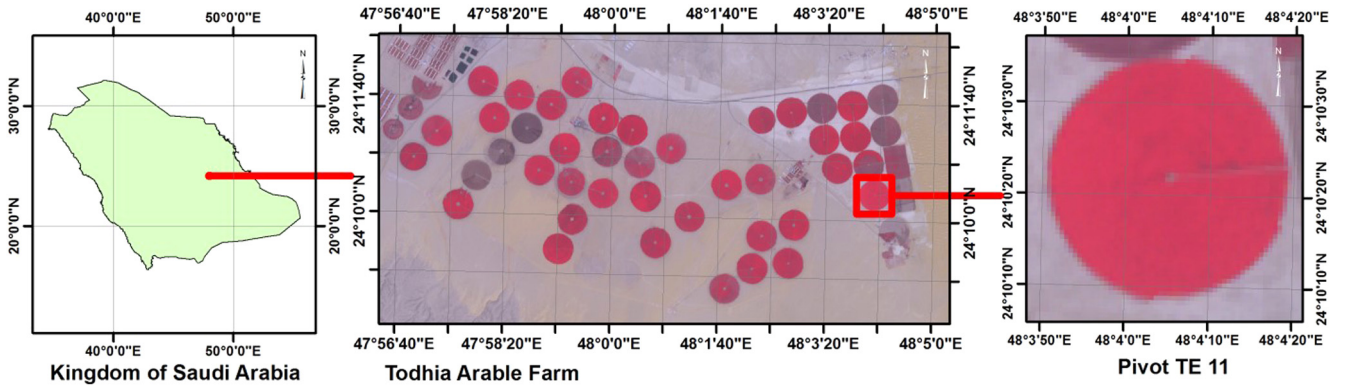 40°0'0"E 50°0'0"E
30°0'0"N
20°0'0"N
N
30°0'0"N
20°0'0"N
40°0'0"E 50°0'0"E
Kingdom of Saudi Arabia
47°56'40"E 47°58'20"E 48°0'0"E 48°1'40"E 48°3'20"E 48°5'0"E
24°11'40"N
24°10'0"N
N
24°11'40"N
24°10'0"N
47°56'40"E 47°58'20"E 48°0'0"E 48°1'40"E 48°3'20"E 48°5'0"E
Todhia Arable Farm
48°3'50"E 48°4'0"E 48°4'10"E 48°4'20"E
24°10'30"N
24°10'20"N
24°10'10"N
N
24°10'30"N
24°10'20"N
24°10'10"N
48°3'50"E 48°4'0"E 48°4'10"E 48°4'20"E
Pivot TE 11